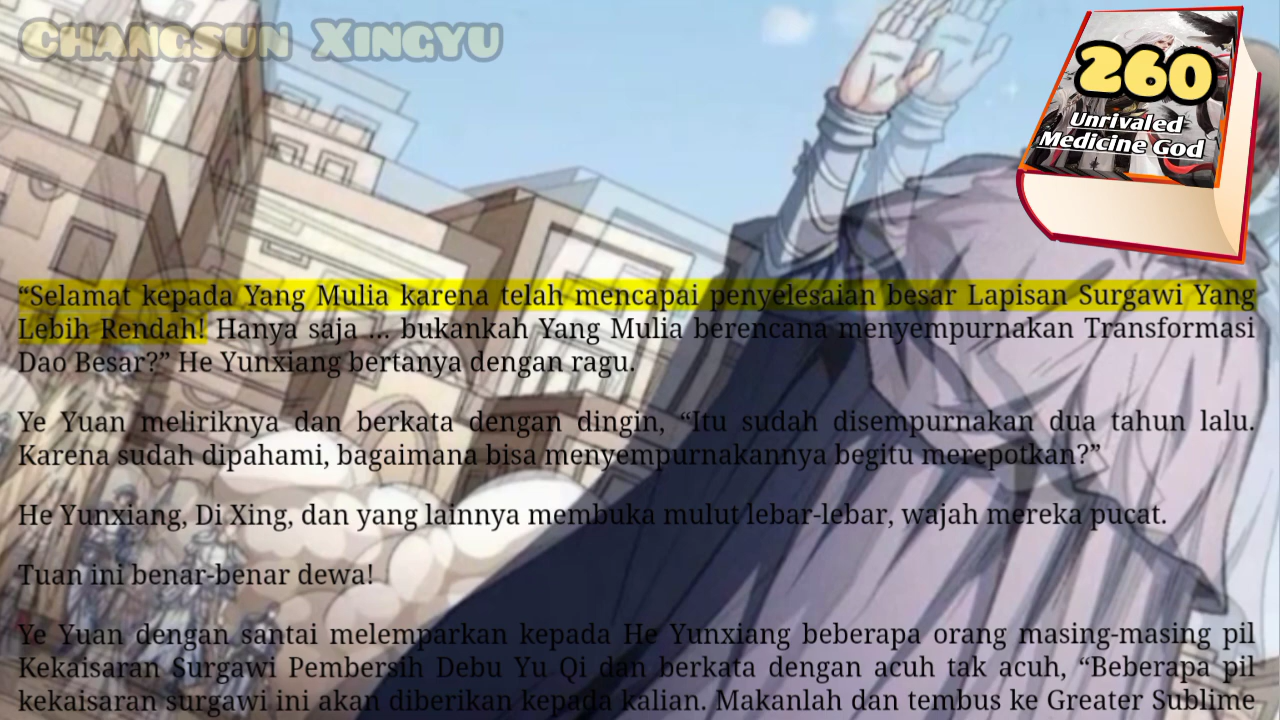 Changsun Xingyu
260
Unrivaled
Medicine God
“Selamat kepada Yang Mulia karena telah mencapai penyelesaian besar Lapisan Surgawi Yang
Lebih Rendah! Hanya saja ... bukankah Yang Mulia berencana menyempurnakan Transformasi
Dao Besar?” He Yunxiang bertanya dengan ragu.
Ye Yuan meliriknya dan berkata dengan dingin, “Itu sudah disempurnakan dua tahun lalu.
Karena sudah dipahami, bagaimana bisa menyempurnakannya begitu merepotkan?”
He Yunxiang, Di Xing, dan yang lainnya membuka mulut lebar-lebar, wajah mereka pucat.
Tuan ini benar-benar dewa!
Ye Yuan dengan santai melemparkan kepada He Yunxiang beberapa orang masing-masing pil
Kekaisaran Surgawi Pembersih Debu Yu Qi dan berkata dengan acuh tak acuh, “Beberapa pil
kekaisaran surgawi ini akan diberikan kepada kalian. Makanlah dan tembus ke Greater Sublime